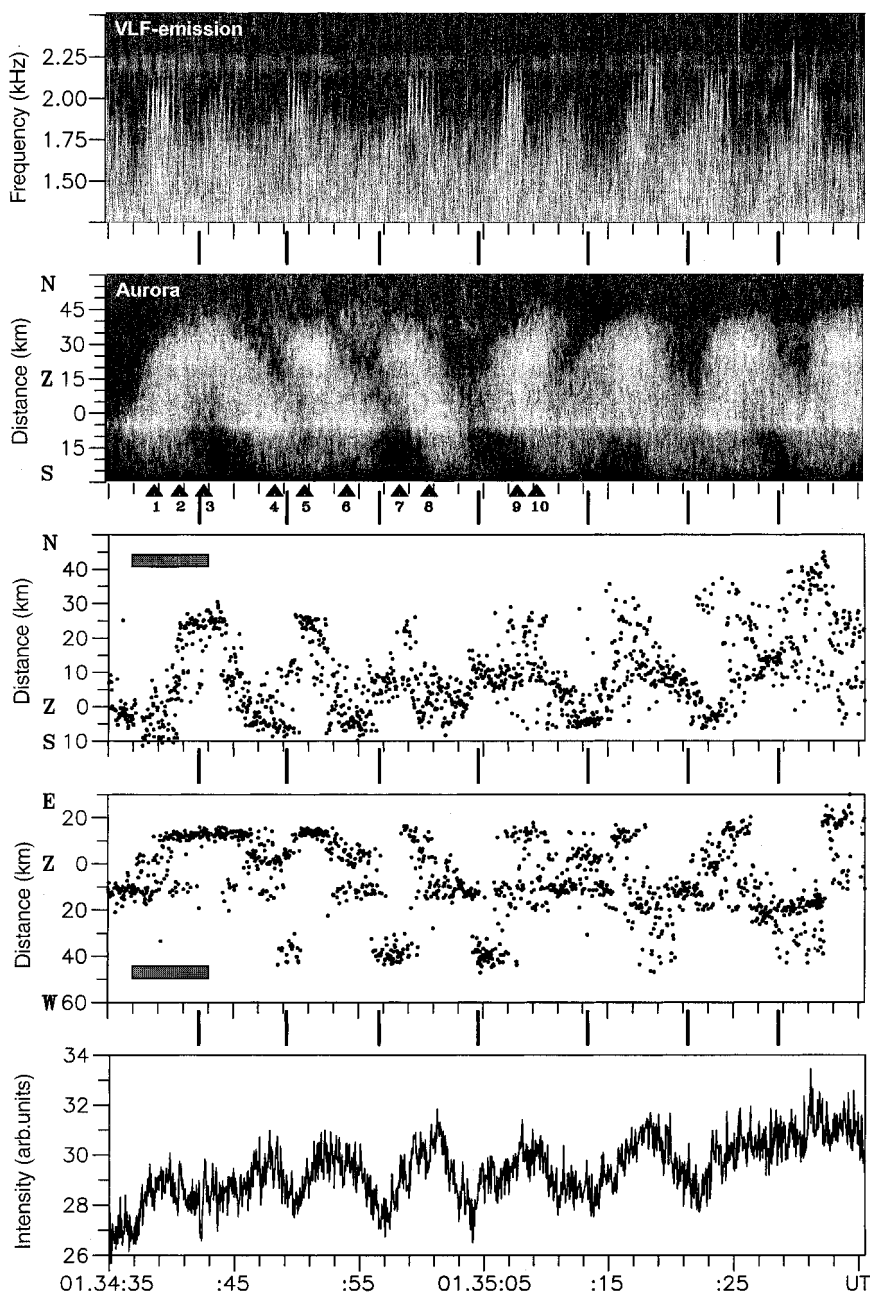 VLF-emission
Frequency (kHz)
2.25
2.00
1.75
1.50
Aurora
Distance (km)
N
45
30
Z 15
0
15
S
1 2 3 4 5 6 7 8 9 10
Distance (km)
N
40
30
20
10
Z 0
S 10
Distance (km)
E
20
Z 0
20
40
W 60
Intensity (arb.units)
34
32
30
28
26
01.34:35 :45 :55 01.35:05 :15 :25 UT